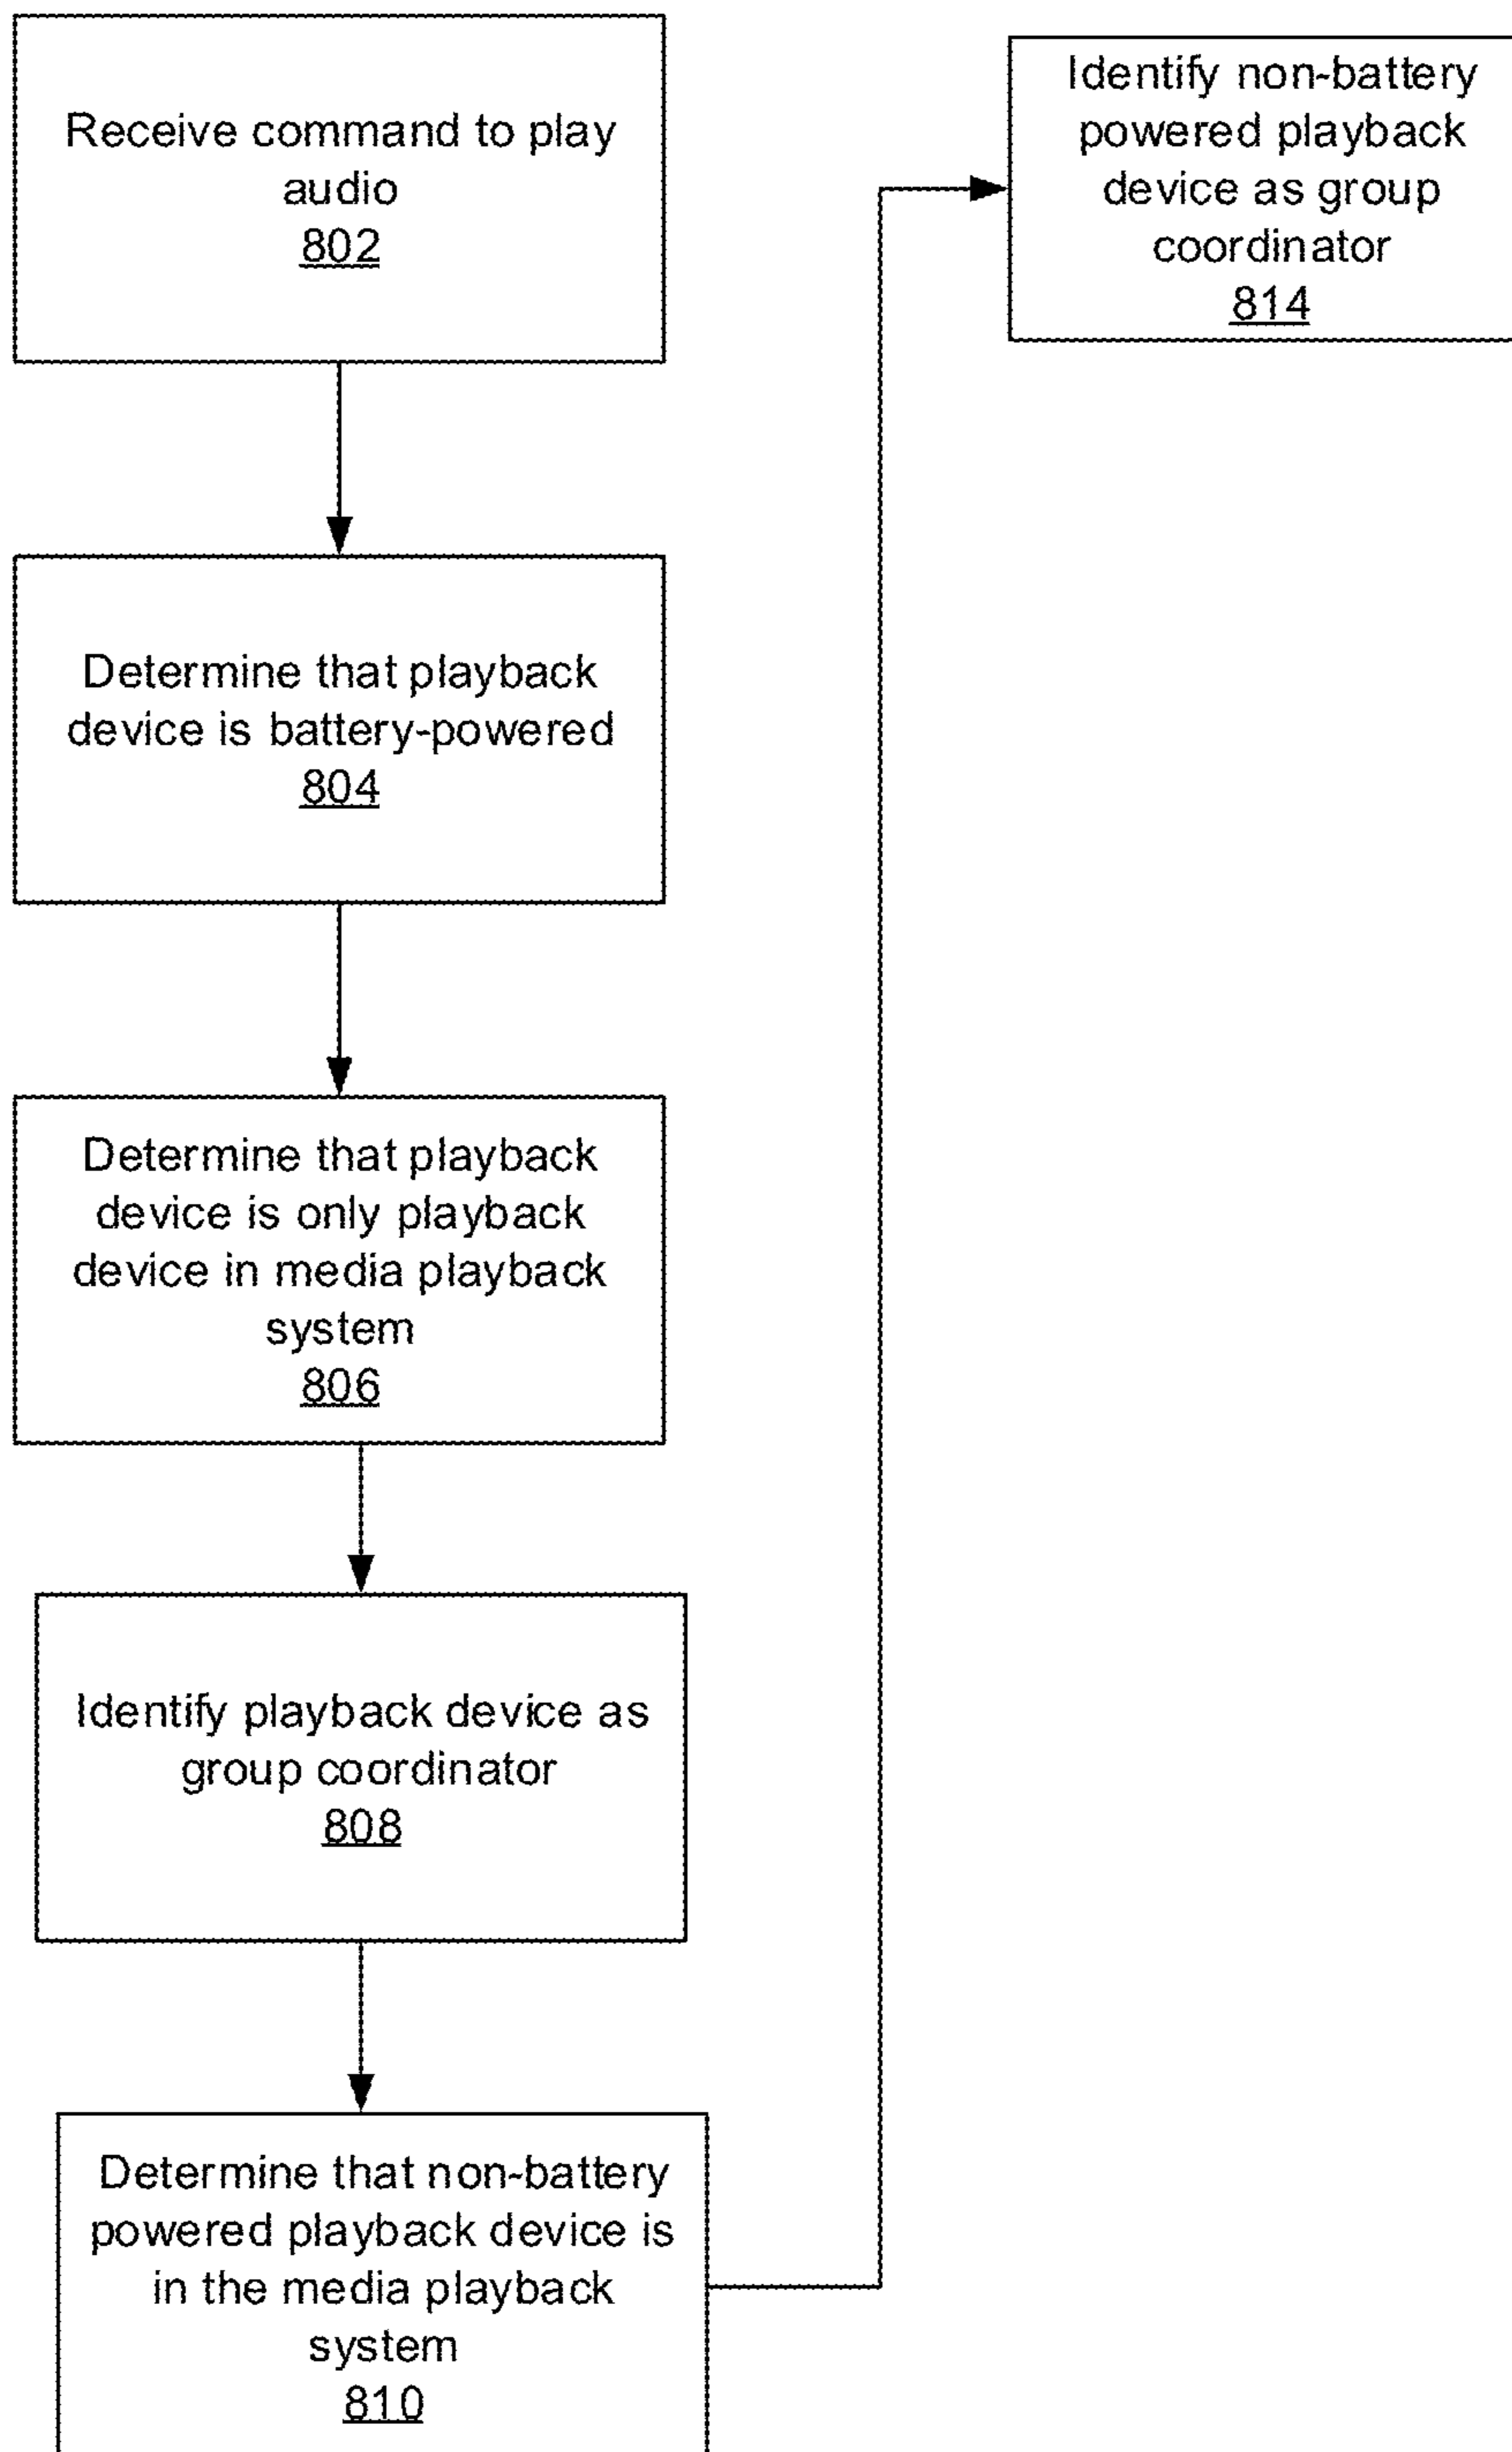 Receive command to play
audio
802
Determine that playback
device is battery-powered
804
Determine that playback
device is only playback
device in media playback
system
806
Identify playback device as
group coordinator
808
Determine that non-battery
powered playback device is
in the media playback
system
810
Identify non-battery
powered playback
device as group
coordinator
814